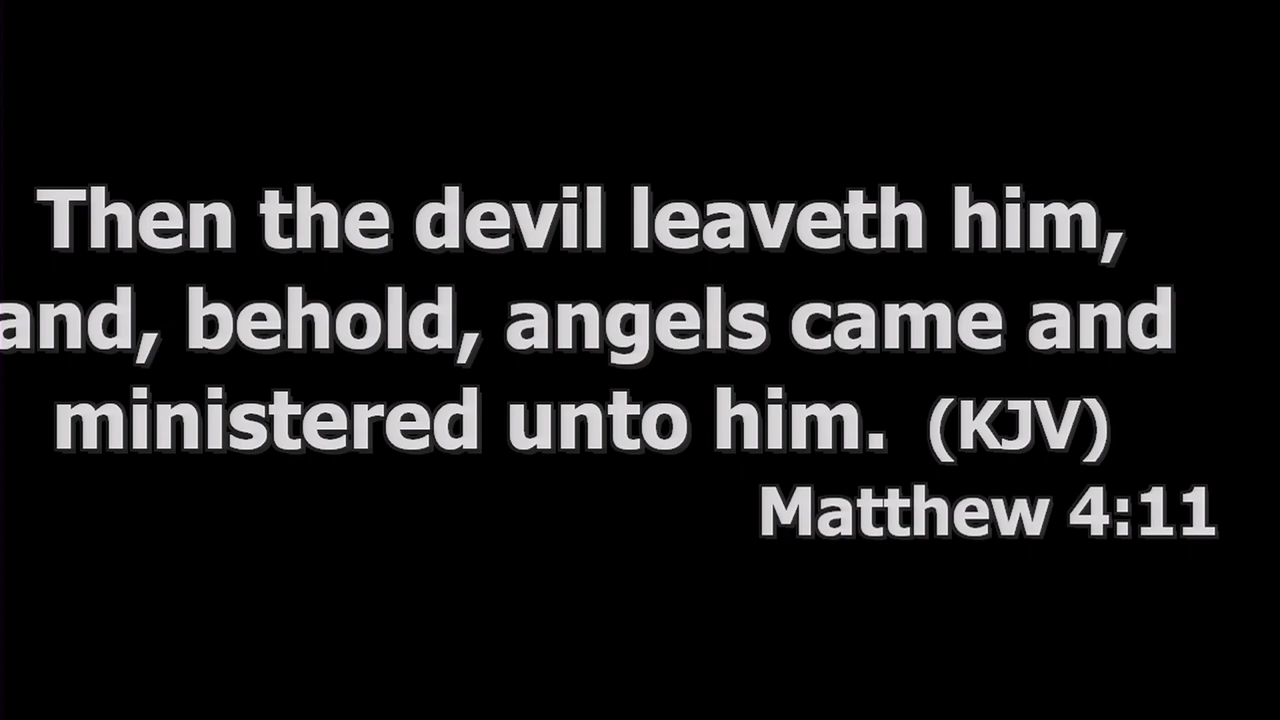 Then the devil leaveth him,
and, behold, angels came and
ministered unto him. (KJV)
Matthew 4:11